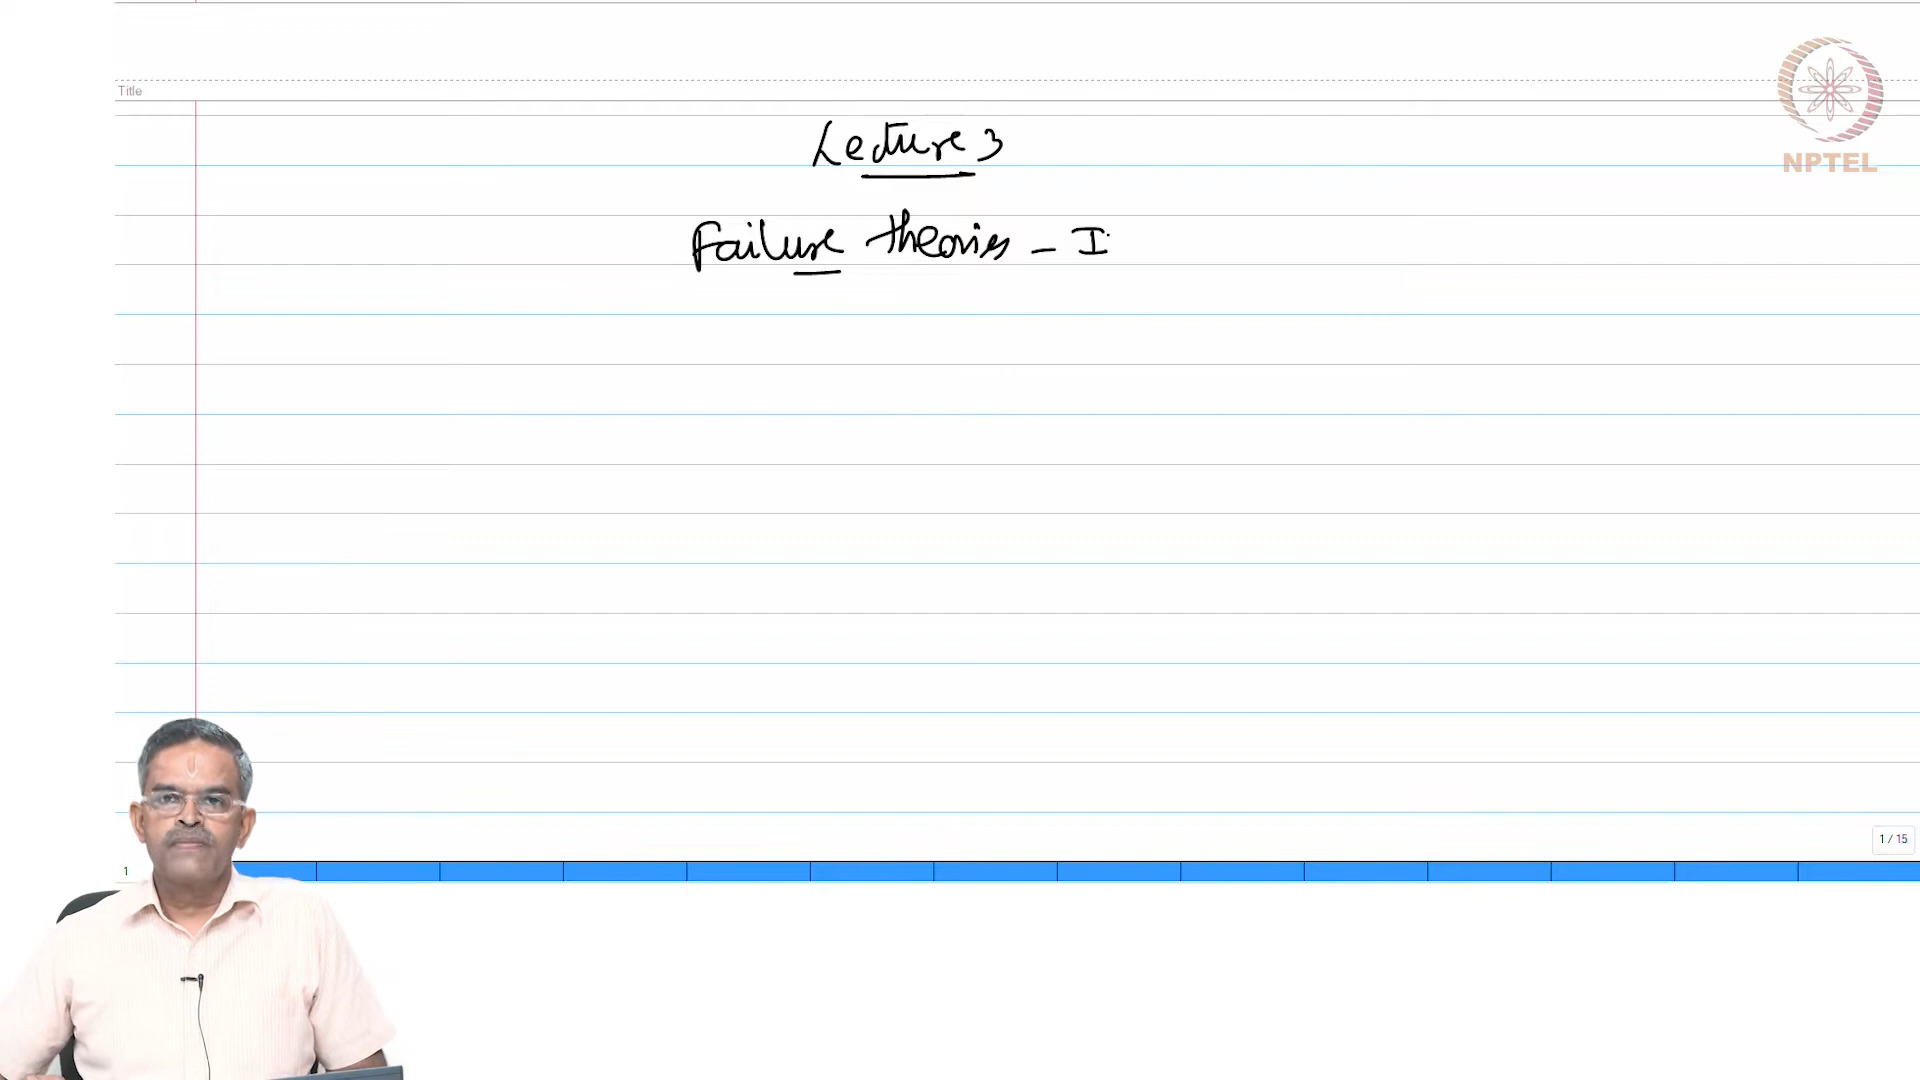 Title
NPTEL
Lecture 3
Failure theories - I
1 / 15
1